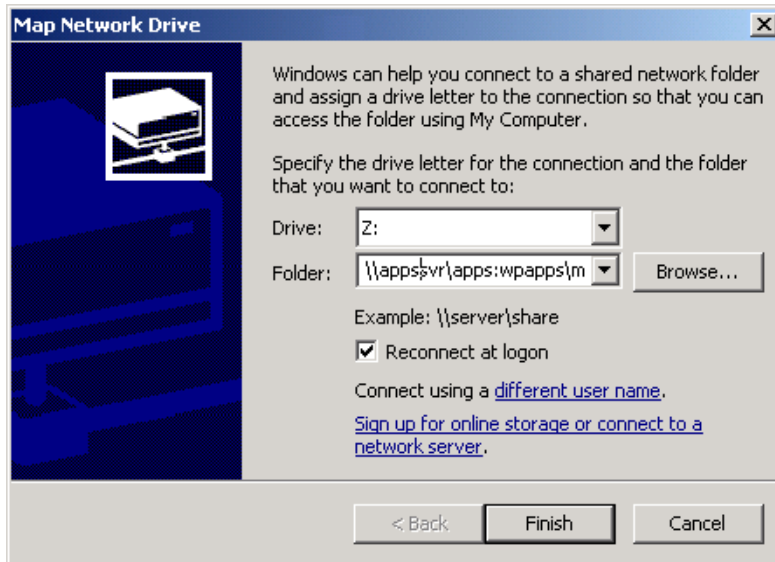 Map Network Drive
Windows can help you connect to a shared network folder
and assign a drive letter to the connection so that you can
access the folder using My Computer.
Specify the drive letter for the connection and the folder
that you want to connect to:
Drive: Z:
Folder: \\appssvr\apps:wpapps\m Browse...
Example: \\server\share
Reconnect at logon
Connect using a different user name.
Sign up for online storage or connect to a
network server.
< Back Finish Cancel